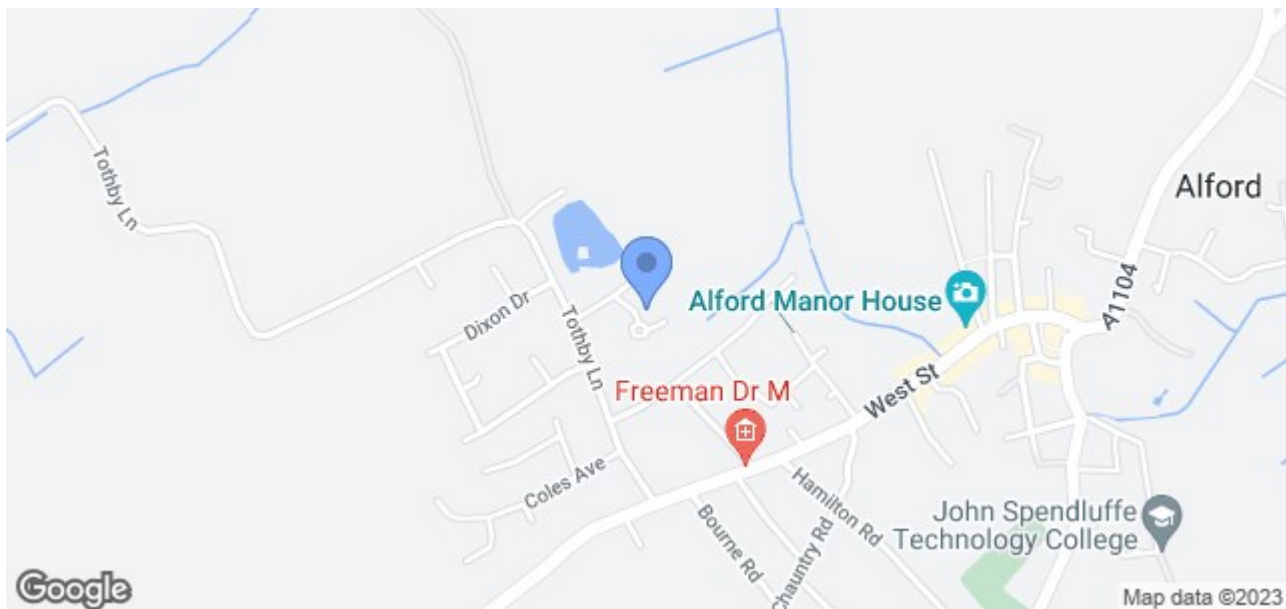 Tothby Ln
Alford
A1104
Alford Manor House
Dixon Dr
Tothby Ln
Freeman Dr M
West St
Coles Ave
Hamilton Rd
Bourne Rd
Chauntry Rd
John Spendluffe
Technology College
Google
Map data ©2023